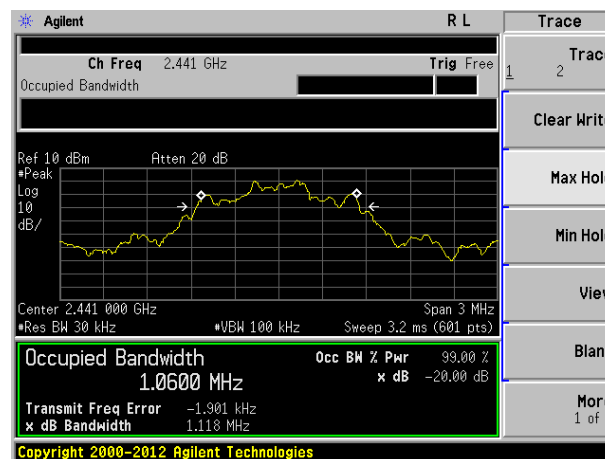 Agilent R L Trace
Ch Freq 2.441 GHz Trig Free
Occupied Bandwidth
Trac
1 2
Clear Writ
Max Hol
Min Hol
Vie
Blan
Mor
1 of
Ref 10 dBm Atten 20 dB
#Peak
Log
10
dB/
Center 2.441 000 GHz Span 3 MHz
#Res BW 30 kHz #VBW 100 kHz Sweep 3.2 ms (601 pts)
Occupied Bandwidth Occ BW % Pwr 99.00 %
1.0600 MHz x dB -20.00 dB
Transmit Freq Error -1.901 kHz
x dB Bandwidth 1.118 MHz
Copyright 2000-2012 Agilent Technologies